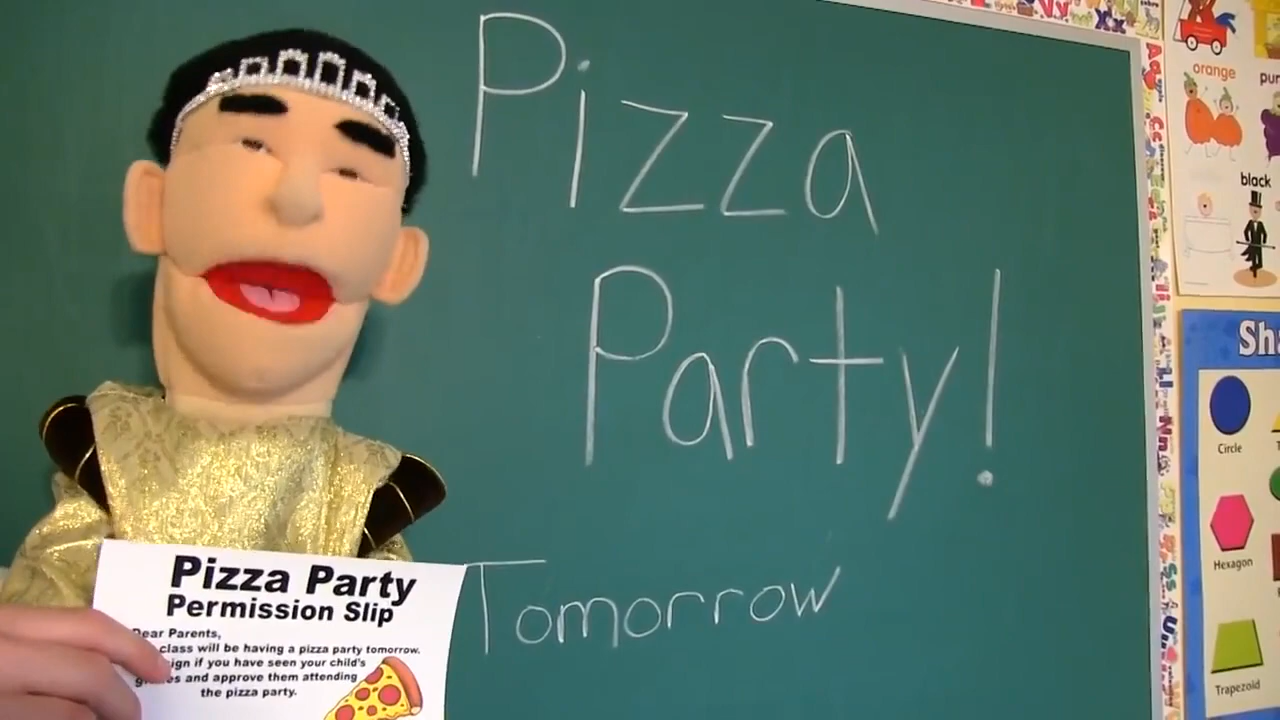 Pizza
Party!
Tomorrow
Pizza Party
Permission Slip
Dear Parents,
class will be having a pizza party tomorrow.
if you have seen your child's
and approve them attending
the pizza party.
orange
black
Circle
Hexagon
Trapezoid